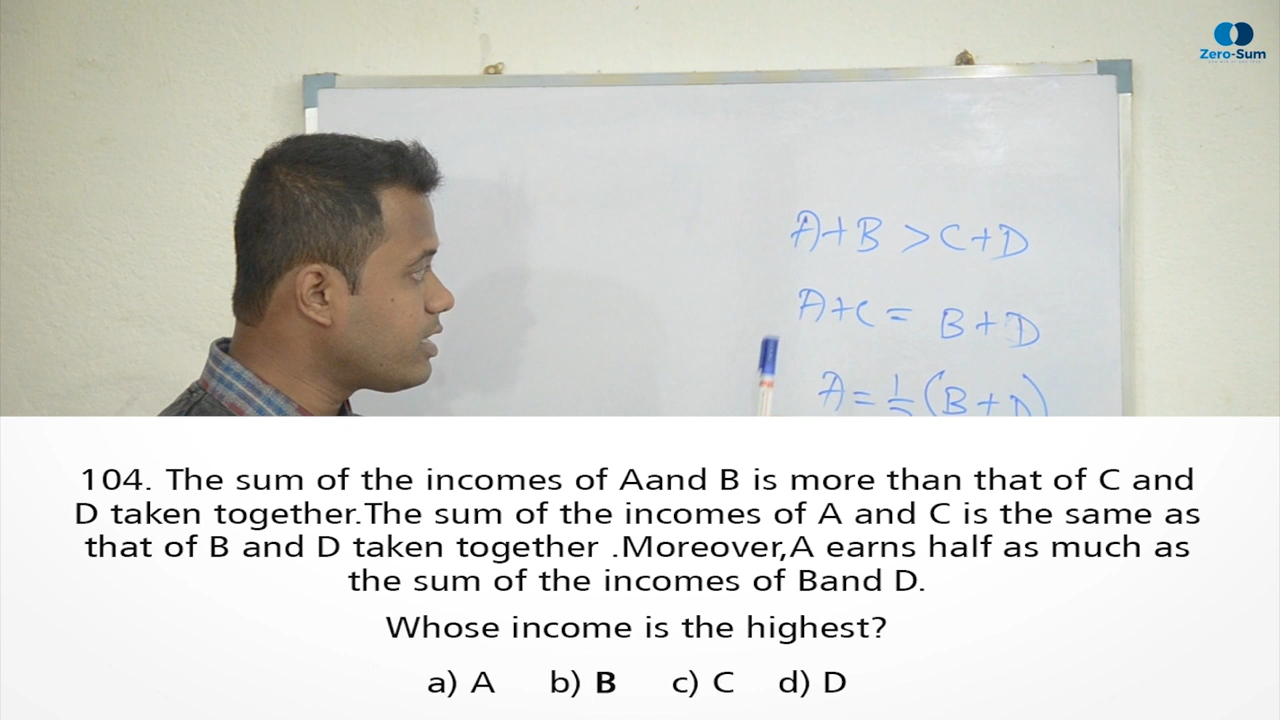 Zero-Sum
A+B > C+D
A+C = B+D
A = 1/2 (B+D)
104. The sum of the incomes of Aand B is more than that of C and
D taken together.The sum of the incomes of A and C is the same as
that of B and D taken together .Moreover,A earns half as much as
the sum of the incomes of Band D.
Whose income is the highest?
a) A b) B c) C d) D